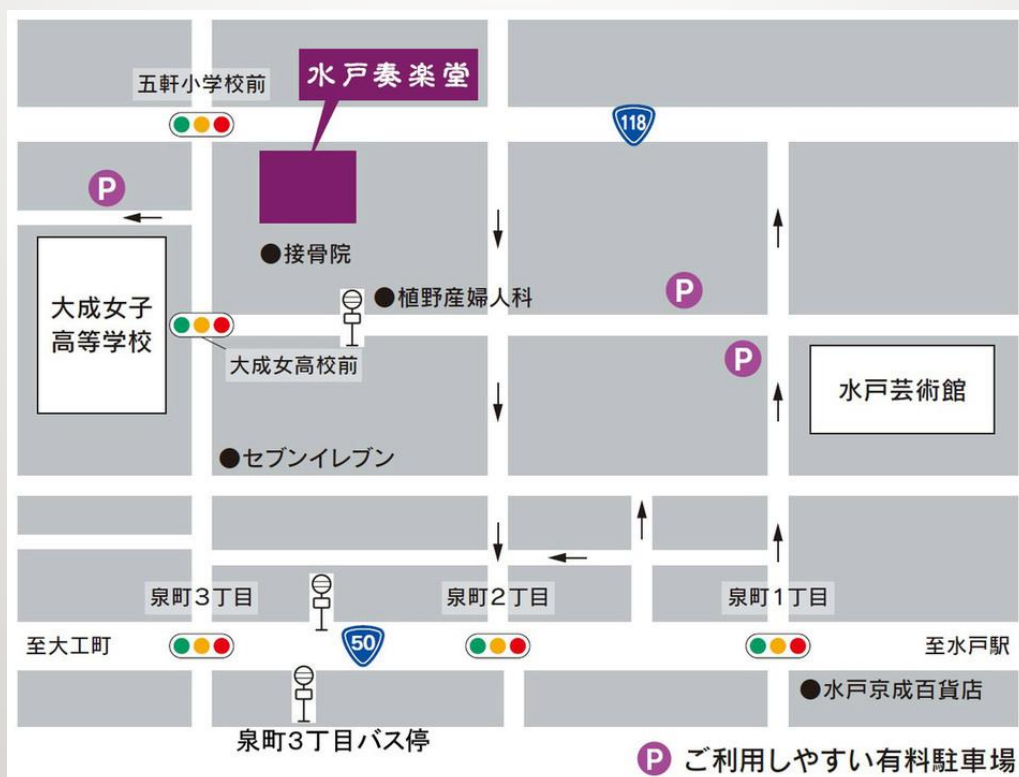 水戸奏楽堂
五軒小学校前
118
P
接骨院
大成女子
高等学校
植野産婦人科
P
大成女高校前
P
水戸芸術館
セブンイレブン
泉町3丁目
泉町2丁目
泉町1丁目
至大工町
50
至水戸駅
水戸京成百貨店
泉町3丁目バス停
P ご利用しやすい有料駐車場